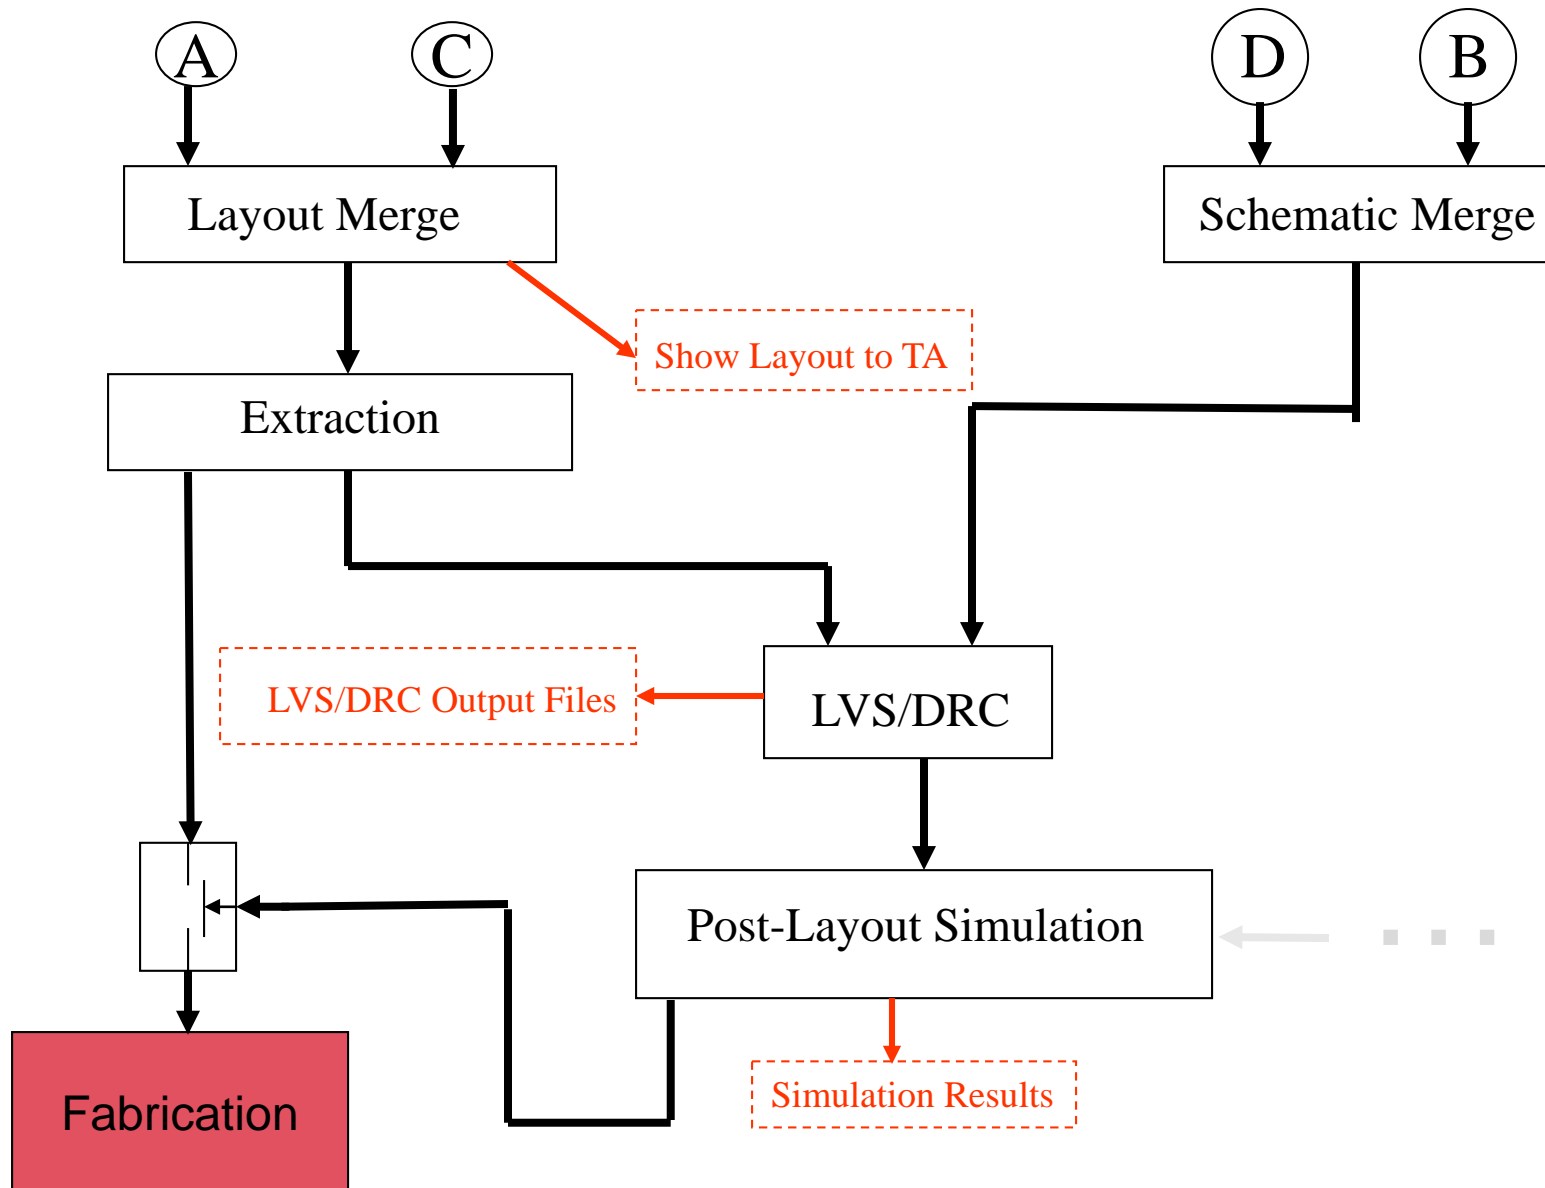 A
C
D
B
Layout Merge
Schematic Merge
Show Layout to TA
Extraction
LVS/DRC Output Files
LVS/DRC
Post-Layout Simulation
...
Simulation Results
Fabrication